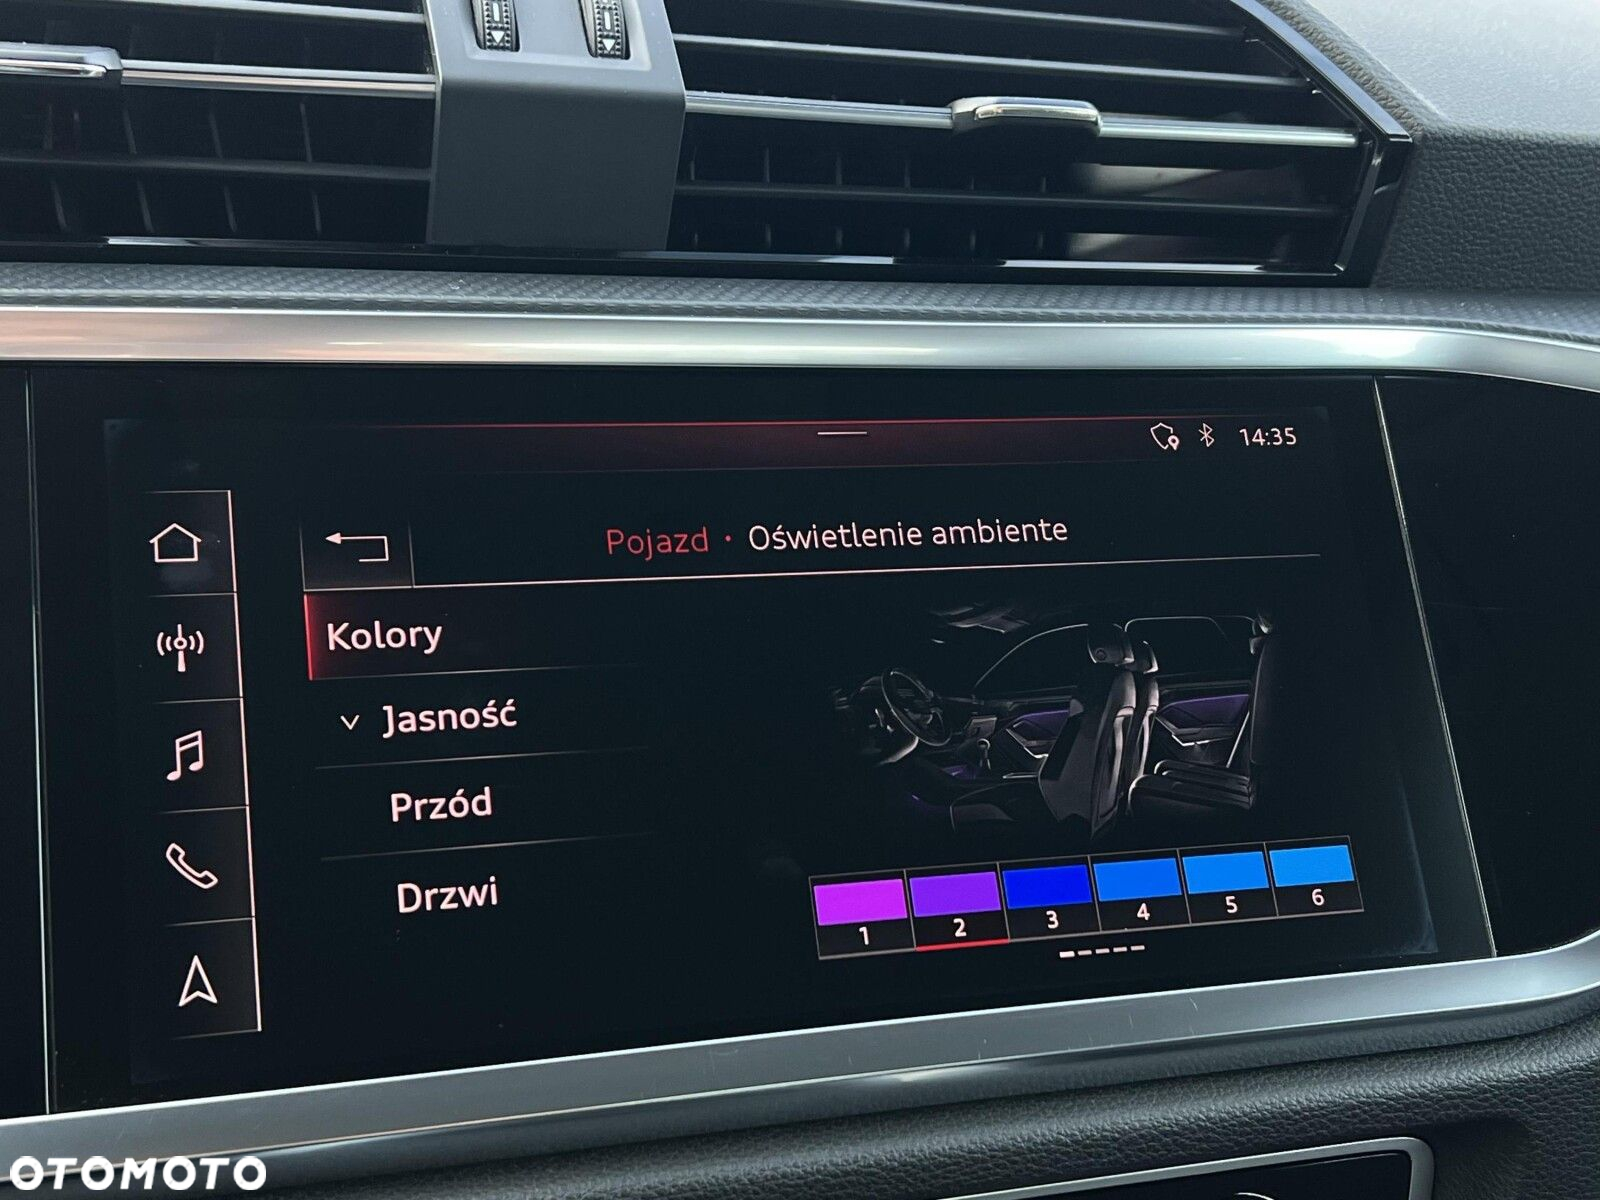 14:35
Pojazd • Oświetlenie ambiente
Kolory
Jasność
Przód
Drzwi
1 2 3 4 5 6
OTOMOTO